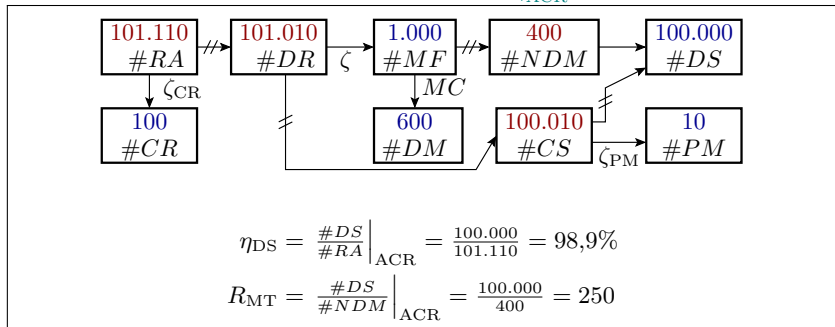 ACR
101.110 101.010 1.000 400 100.000
#RA #DR ζ #MF #NDM #DS
ζCR MC
100 600 100.010 10
#CR #DM #CS ζPM #PM
ηDS = #DS/#RA|ACR = 100.000/101.110 = 98,9%
RMT = #DS/#NDM|ACR = 100.000/400 = 250